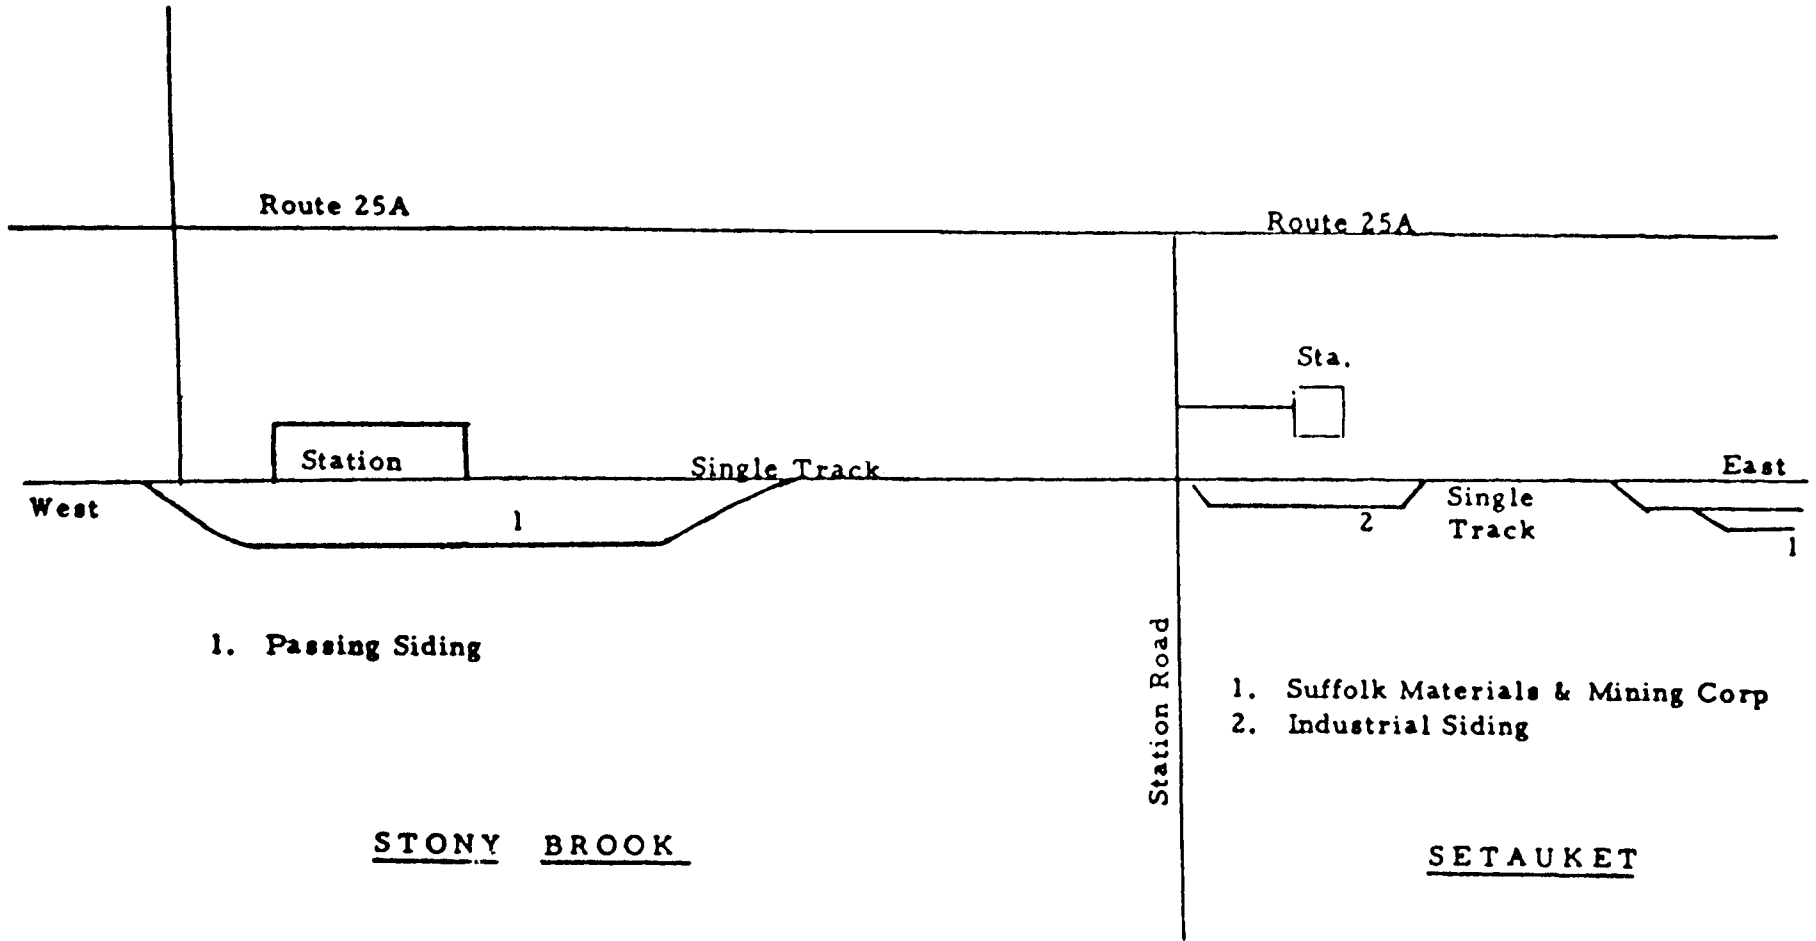 Route 25A
Route 25A
Sta.
Station
Single Track
East
West
1
2
Single
Track
1
1. Passing Siding
Station Road
1. Suffolk Materials & Mining Corp
2. Industrial Siding
STONY BROOK
SETAUKET